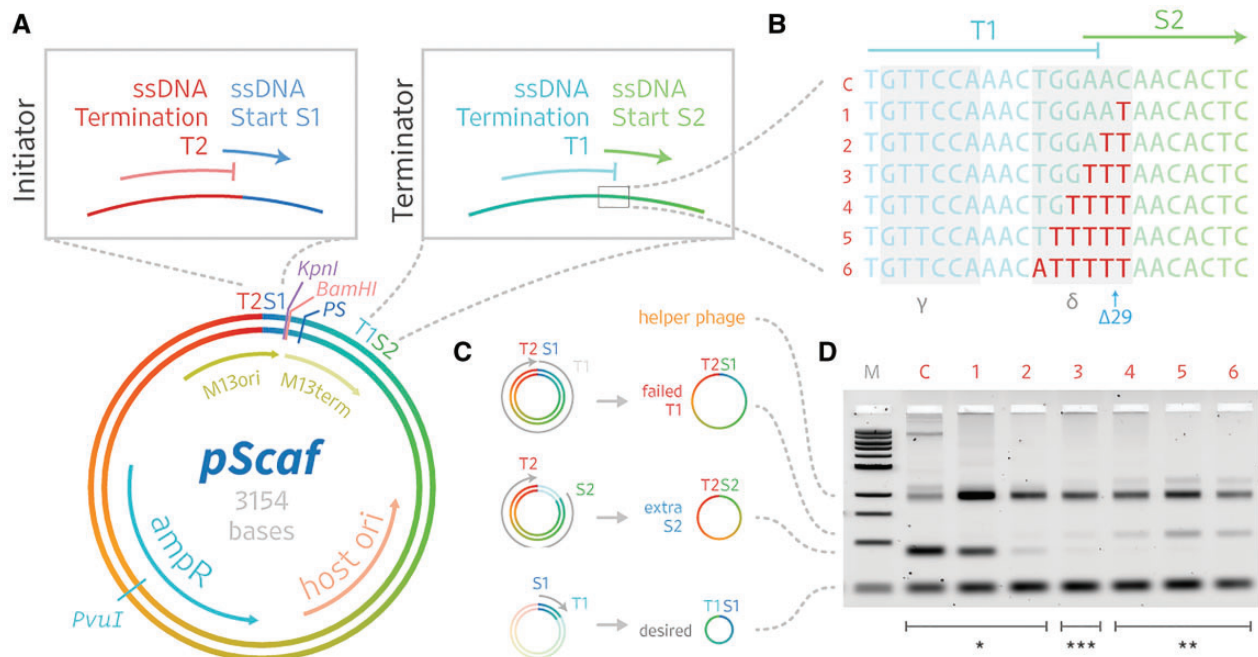 A
Initiator
ssDNA
Termination
T2
ssDNA
Start S1
Terminator
ssDNA
Termination
T1
ssDNA
Start S2
T2S1
KpnI
BamHI
PS
T1S2
M13ori
M13term
pScaf
3154
bases
ampR
host ori
PvuI
B
T1
S2
C TGTTCCAAACTGGAACAACACTC
1 TGTTCCAAACTGGAATAACACTC
2 TGTTCCAAACTGGATTAACACTC
3 TGTTCCAAACTGGTTTAACACTC
4 TGTTCCAAACTGTTTTAACACTC
5 TGTTCCAAACTTTTTTAACACTC
6 TGTTCCAAACATTTTTAACACTC
γ
δ
Δ29
C
helper phage
T2 S1
T1
failed
T1
T2S1
T2
S2
extra
S2
T2S2
S1
T1
desired
T1S1
D
M C 1 2 3 4 5 6
* *** **